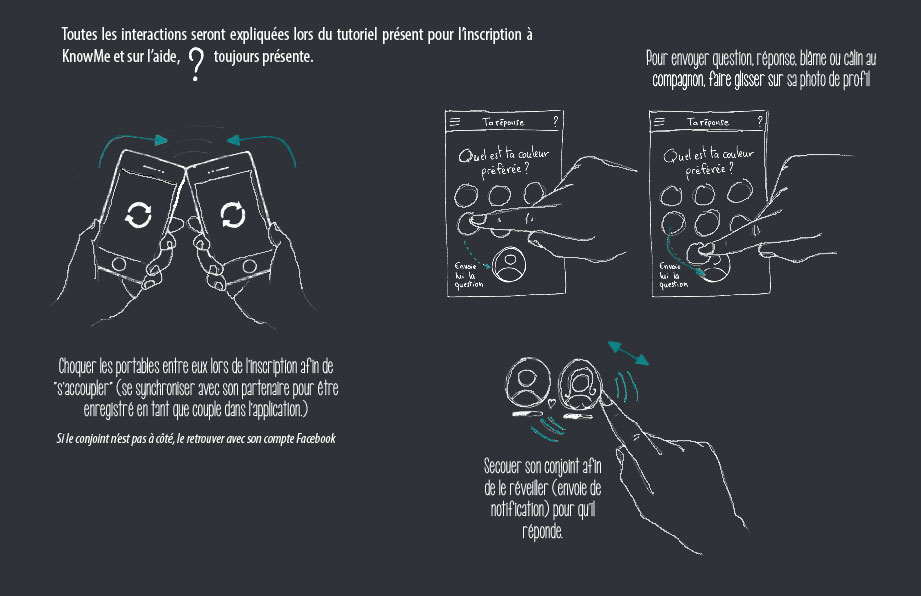 Toutes les interactions seront expliquées lors du tutoriel présent pour l'inscription à
KnowMe et sur l'aide, ? toujours présente.
Pour envoyer question, réponse, blâme ou câlin au
compagnon, faire glisser sur sa photo de profil
Ta réponse ?
Quel est ta couleur
préférée ?
Envoie
lui la
question
Ta réponse ?
Quel est ta couleur
préférée ?
Envoie
lui la
question
Choquer les portables entre eux lors de l'inscription afin de
"s'accoupler" (se synchroniser avec son partenaire pour être
enregistré en tant que couple dans l'application.)
Si le conjoint n'est pas à côté, le retrouver avec son compte Facebook
Secouer son conjoint afin
de le réveiller (envoie de
notification) pour qu'il
réponde.